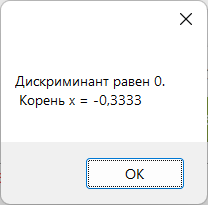 Дискриминант равен 0.
Корень x = -0,3333
OK